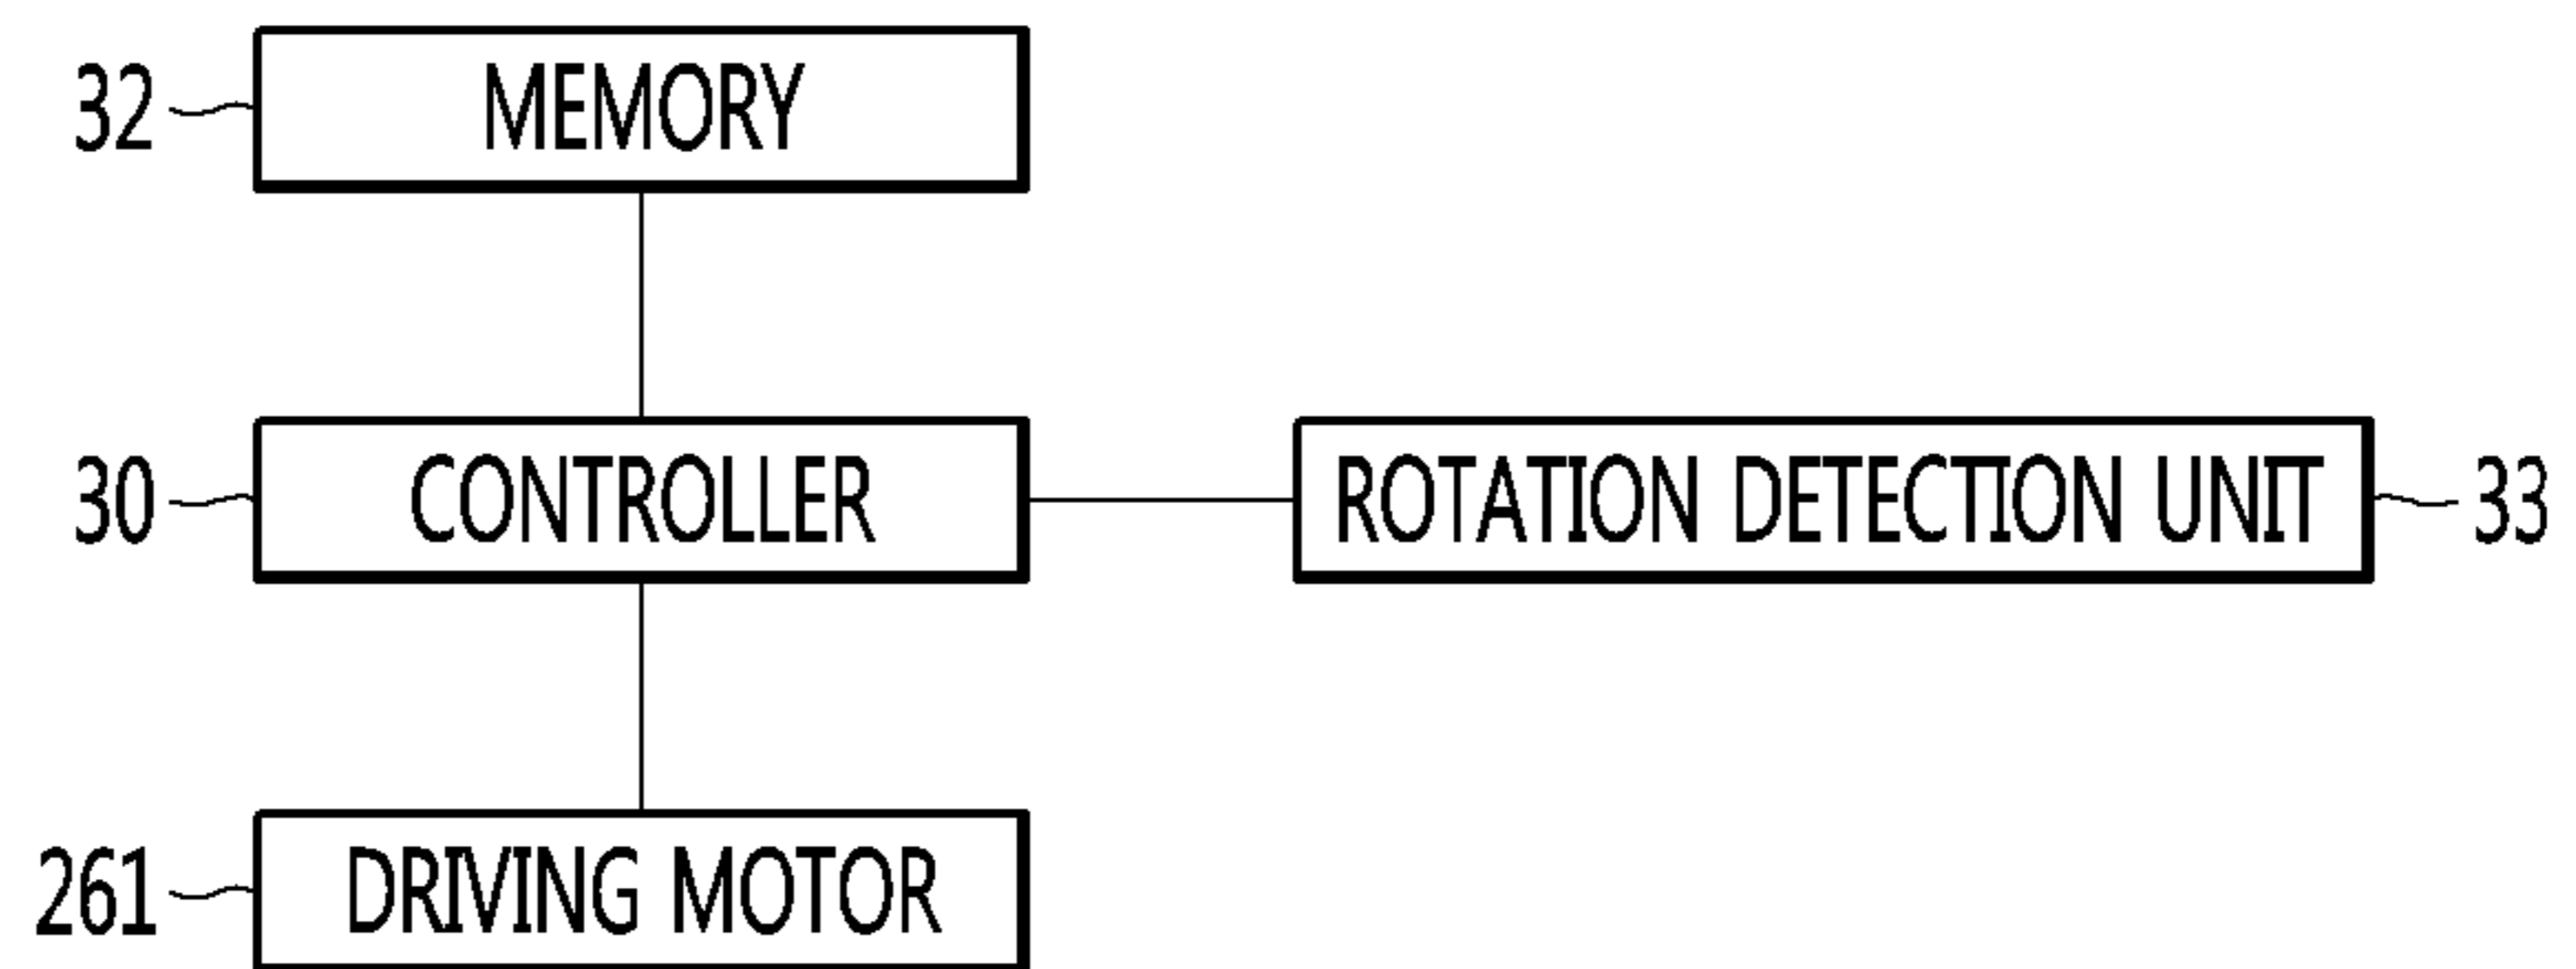 32 MEMORY
30 CONTROLLER ROTATION DETECTION UNIT 33
261 DRIVING MOTOR